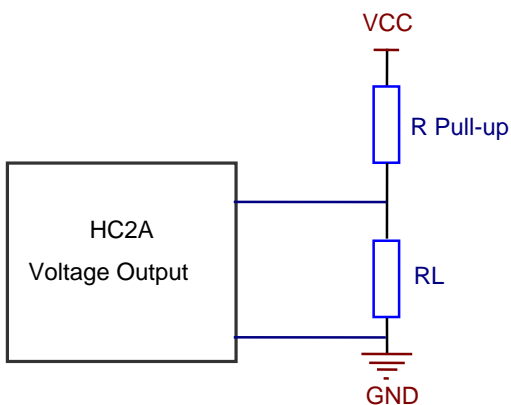 VCC
R Pull-up
HC2A
Voltage Output
RL
GND